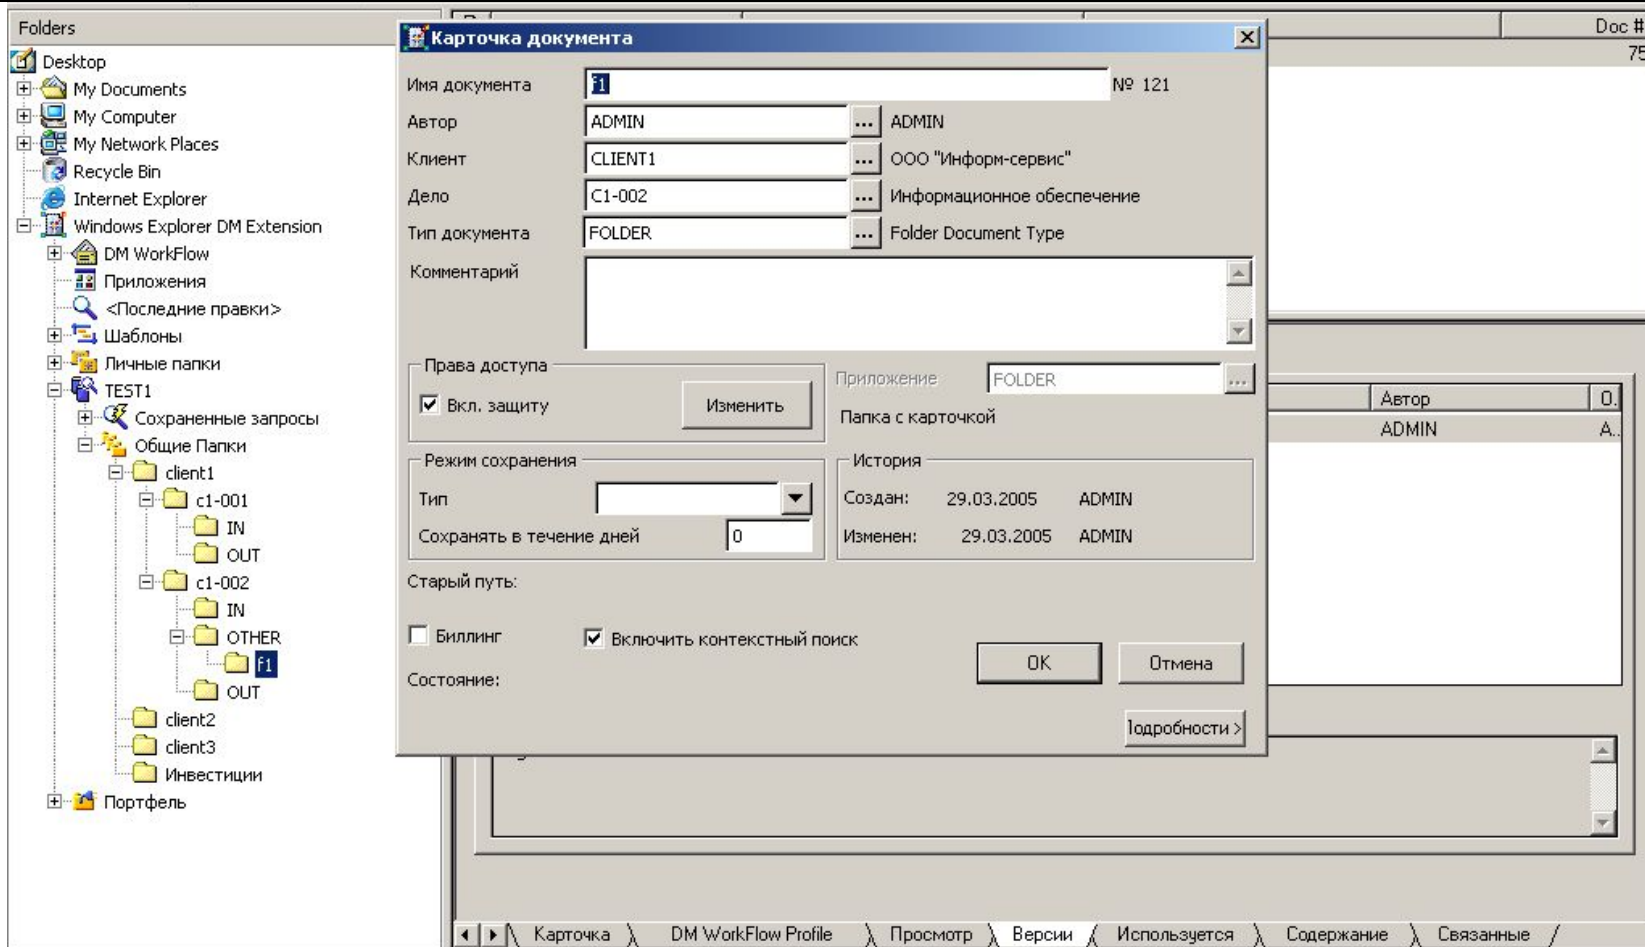 Folders
Desktop
My Documents
My Computer
My Network Places
Recycle Bin
Internet Explorer
Windows Explorer DM Extension
DM WorkFlow
Приложения
<Последние правки>
Шаблоны
Личные папки
TEST1
Сохраненные запросы
Общие Папки
client1
c1-001
IN
OUT
c1-002
IN
OTHER
f1
OUT
client2
client3
Инвестиции
Портфель
Doc #
75
Карточка документа
Имя документа f1 № 121
Автор ADMIN ... ADMIN
Клиент CLIENT1 ... ООО "Информ-сервис"
Дело C1-002 ... Информационное обеспечение
Тип документа FOLDER ... Folder Document Type
Комментарий
Права доступа
Вкл. защиту Изменить
Приложение FOLDER ...
Папка с карточкой
Режим сохранения
Тип
Сохранять в течение дней 0
История
Создан: 29.03.2005 ADMIN
Изменен: 29.03.2005 ADMIN
Старый путь:
Биллинг Включить контекстный поиск
OK Отмена
Состояние:
Подробности >
Автор О.
ADMIN A..
Карточка DM WorkFlow Profile Просмотр Версии Используется Содержание Связанные